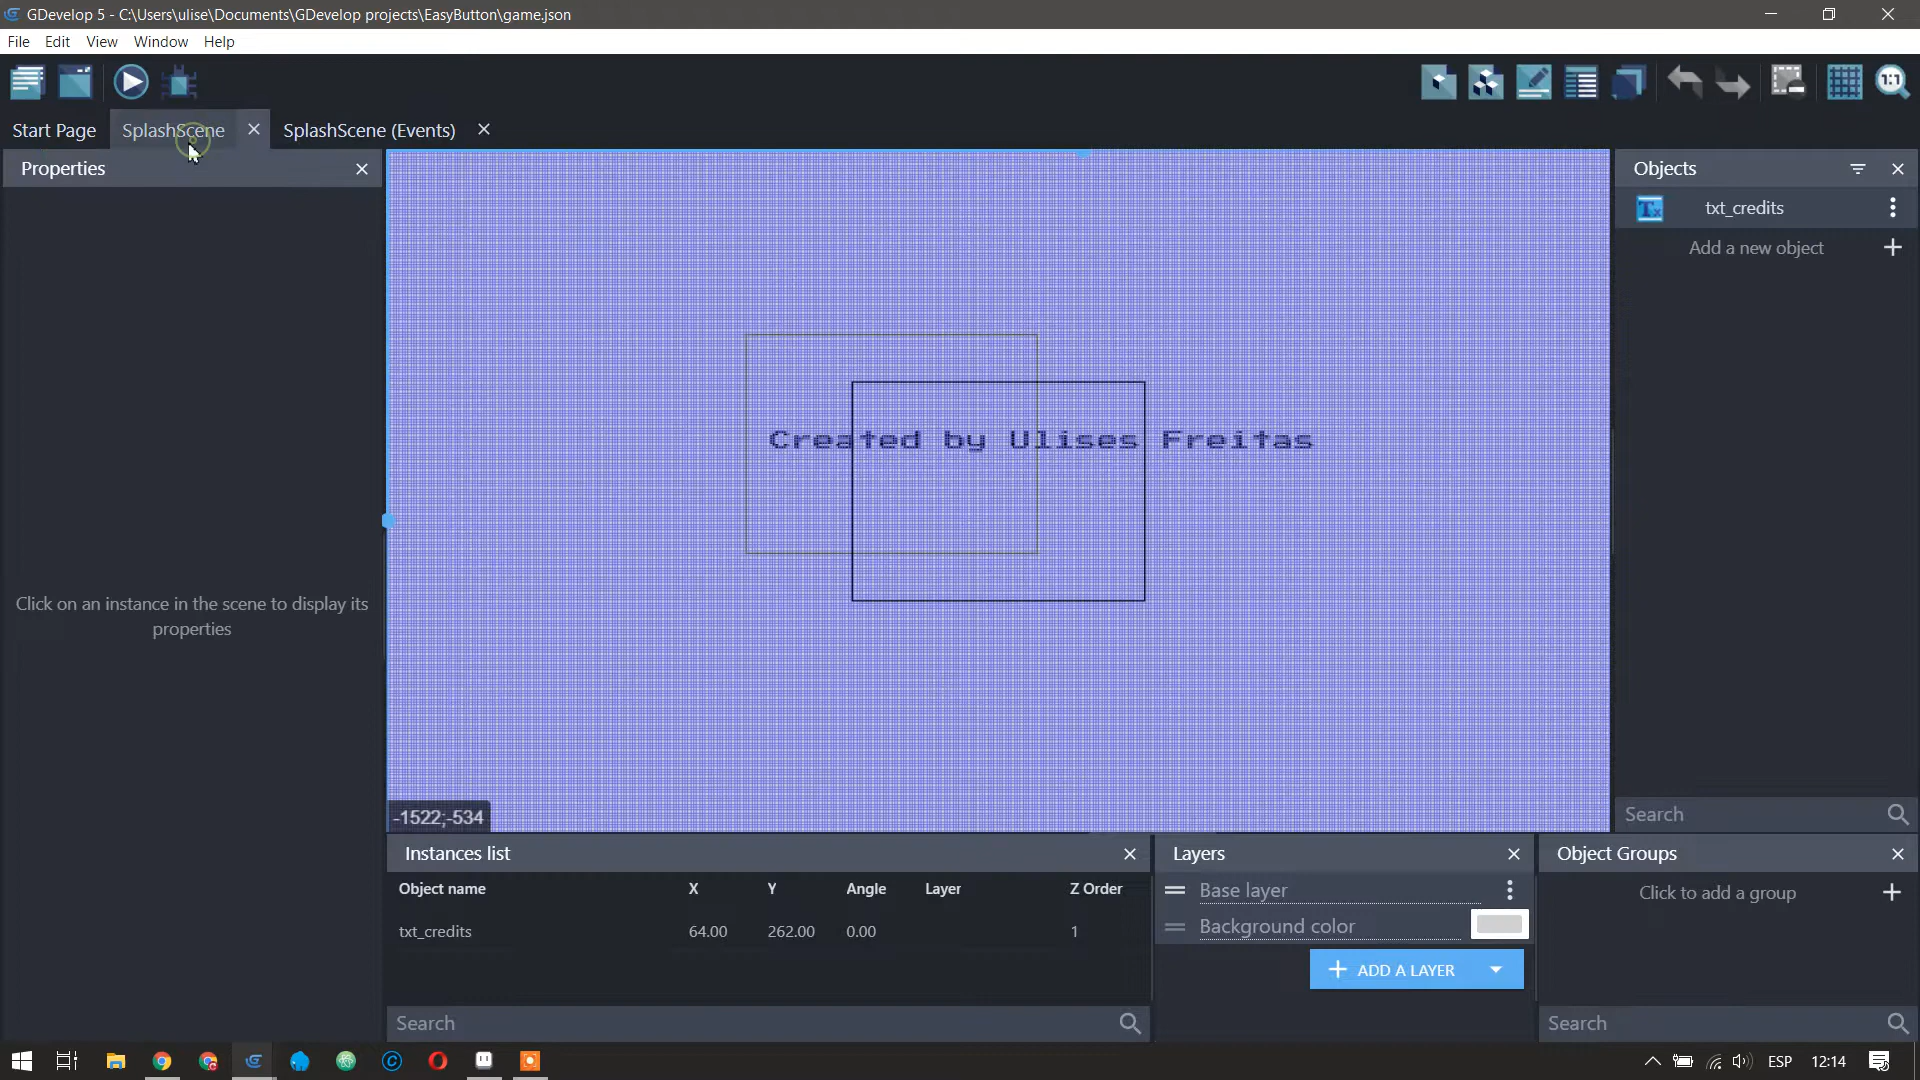 GDevelop 5 - C:\Users\ulise\Documents\GDevelop projects\EasyButton\game.json
File Edit View Window Help
1:1
Start Page SplashScene SplashScene (Events)
Properties
Click on an instance in the scene to display its
properties
Created by Ulises Freitas
-1522;-534
Objects
Tx txt_credits
Add a new object
Search
Instances list
Object name X Y Angle Layer Z Order
txt_credits 64.00 262.00 0.00 1
Search
Layers
Base layer
Background color
ADD A LAYER
Object Groups
Click to add a group
Search
ESP 12:14